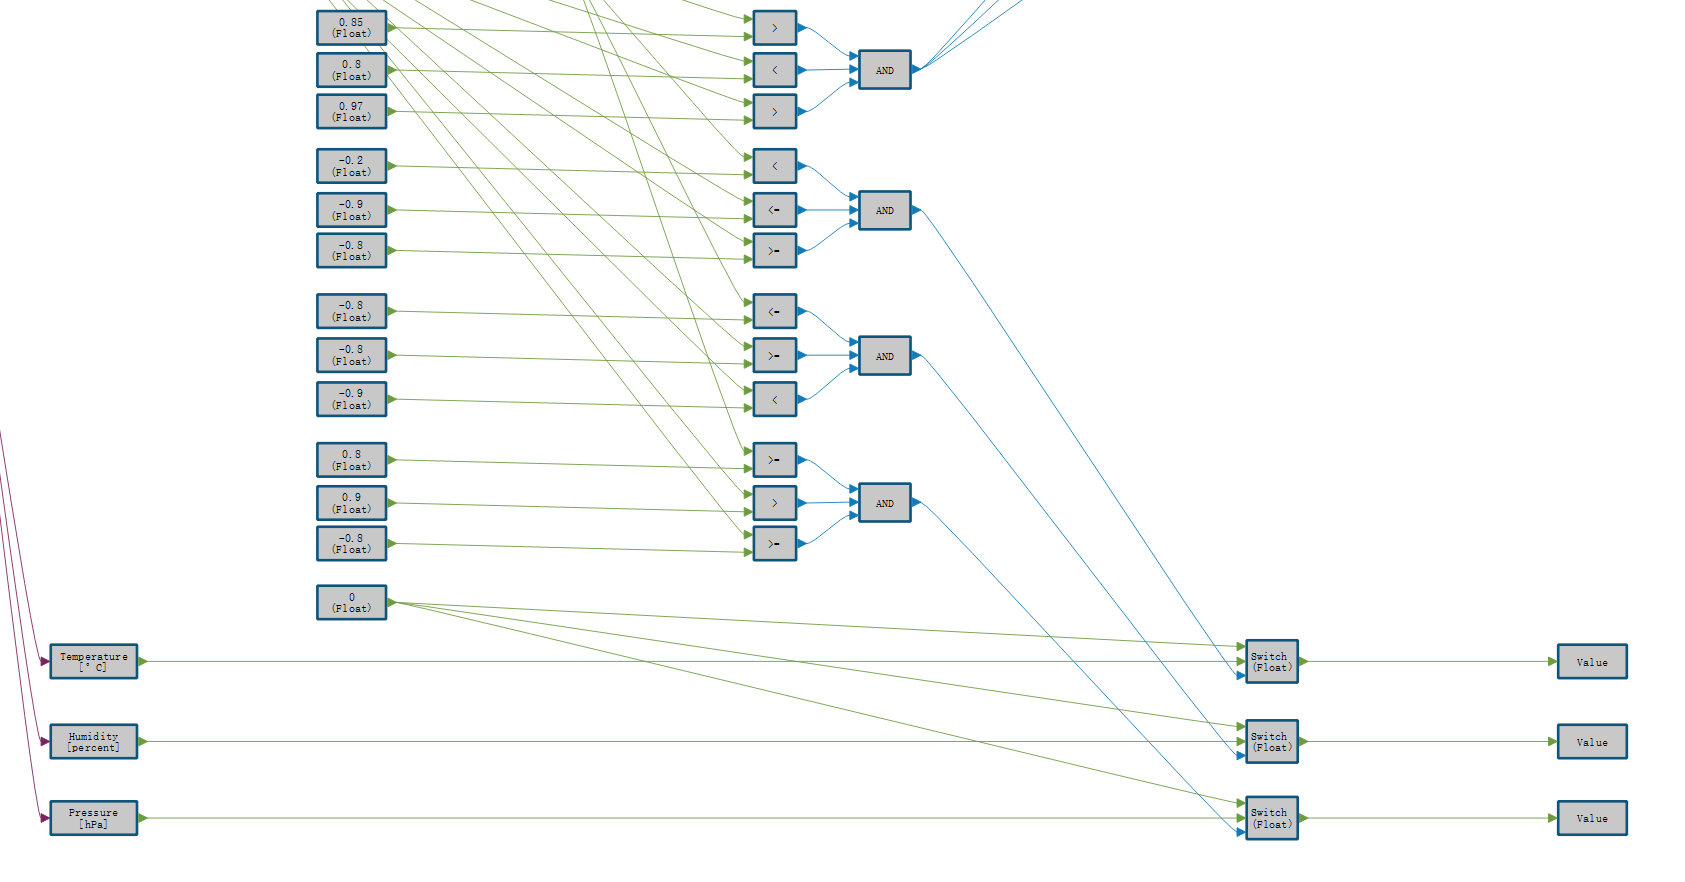 0.85
(Float)
>
0.8
(Float)
<
AND
0.97
(Float)
>
-0.2
(Float)
<
-0.9
(Float)
<=
AND
-0.8
(Float)
>=
-0.8
(Float)
<=
-0.8
(Float)
>=
AND
-0.9
(Float)
<
0.8
(Float)
>=
0.9
(Float)
>
AND
-0.8
(Float)
>=
0
(Float)
Temperature
[° C]
Switch
(Float)
Value
Humidity
[percent]
Switch
(Float)
Value
Pressure
[hPa]
Switch
(Float)
Value